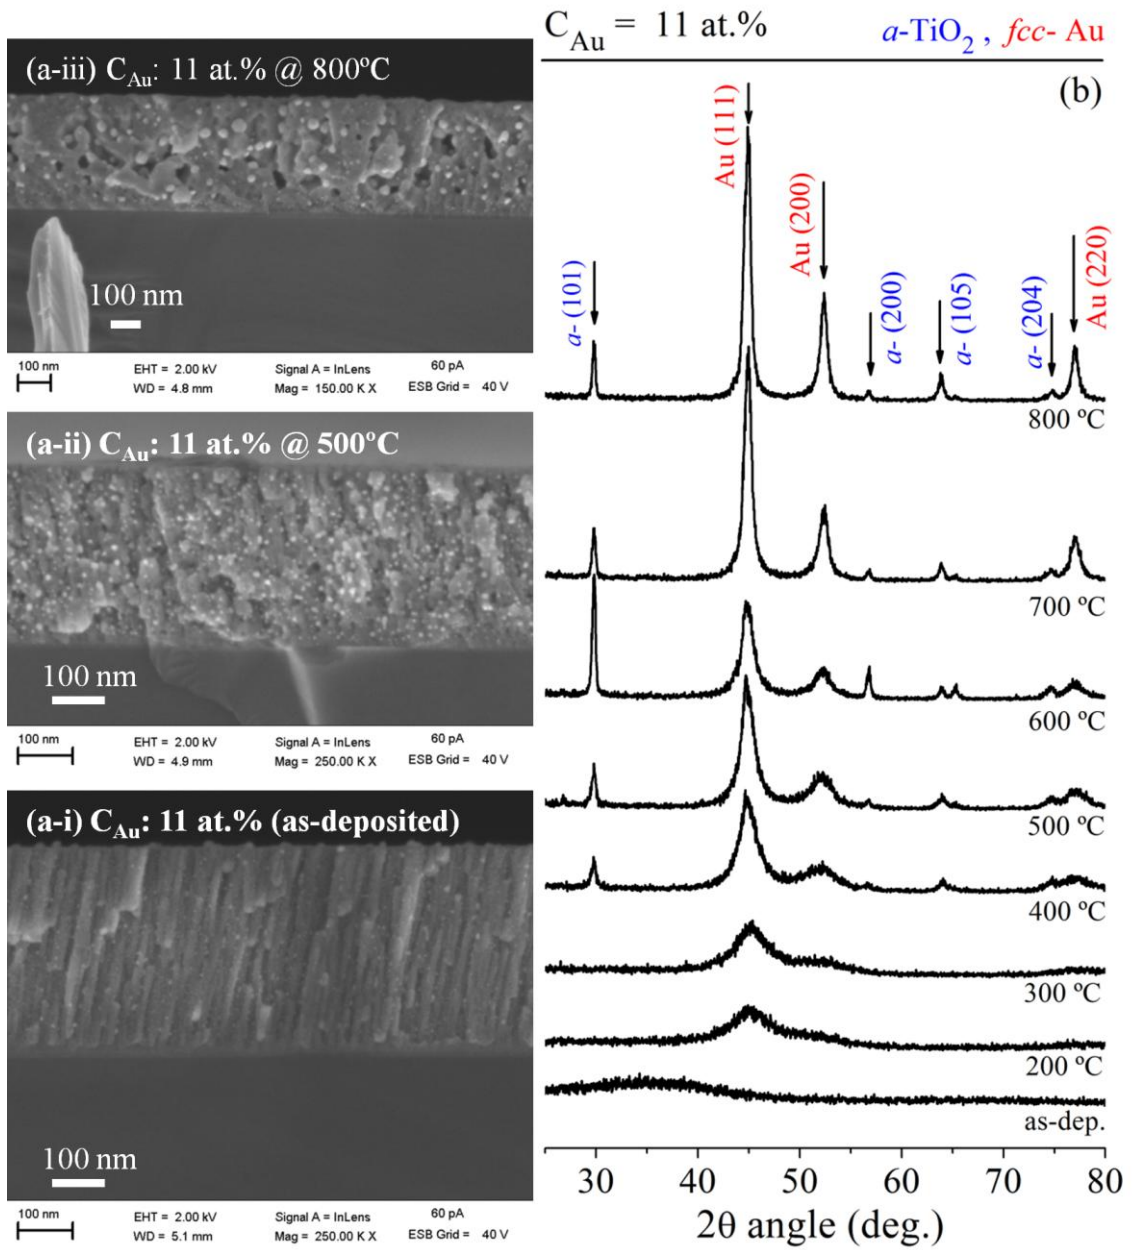 (a-iii) C_Au: 11 at.% @ 800ºC
100 nm
100 nm
EHT = 2.00 kV
Signal A = InLens
60 pA
WD = 4.8 mm
Mag = 150.00 K X
ESB Grid = 40 V
(a-ii) C_Au: 11 at.% @ 500ºC
100 nm
100 nm
EHT = 2.00 kV
Signal A = InLens
60 pA
WD = 4.9 mm
Mag = 250.00 K X
ESB Grid = 40 V
(a-i) C_Au: 11 at.% (as-deposited)
100 nm
100 nm
EHT = 2.00 kV
Signal A = InLens
60 pA
WD = 5.1 mm
Mag = 250.00 K X
ESB Grid = 40 V
C_Au = 11 at.%
a-TiO₂ , fcc- Au
(b)
a- (101)
Au (111)
Au (200)
a- (200)
a- (105)
a- (204)
Au (220)
800 ºC
700 ºC
600 ºC
500 ºC
400 ºC
300 ºC
200 ºC
as-dep.
30 40 50 60 70 80
2θ angle (deg.)